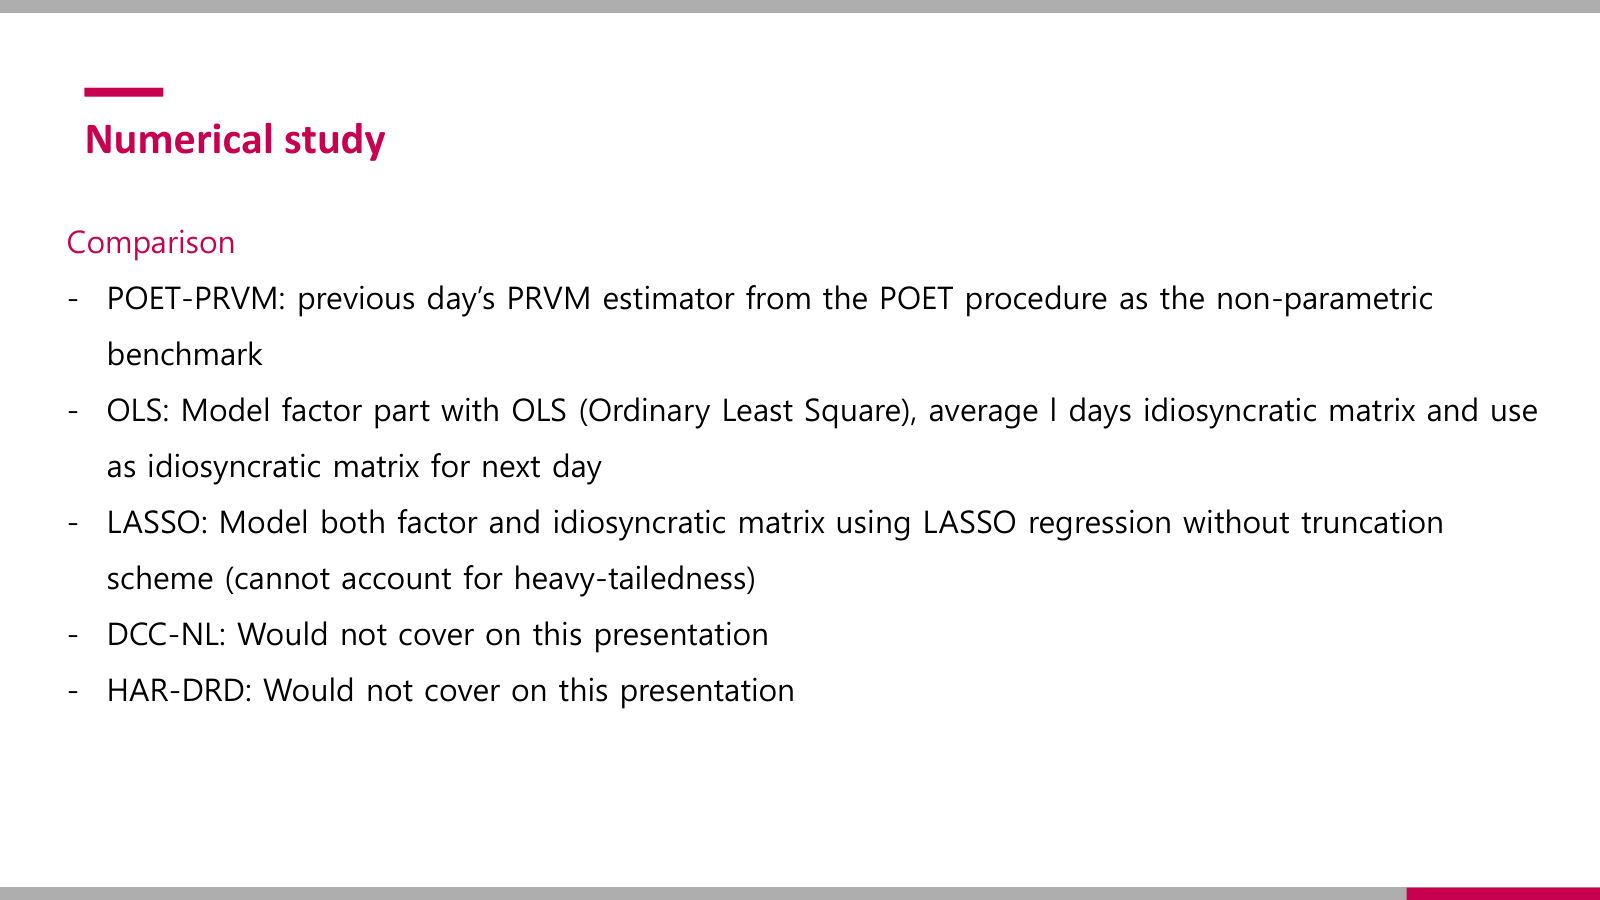 Numerical study
Comparison
- POET-PRVM: previous day’s PRVM estimator from the POET procedure as the non-parametric
benchmark
- OLS: Model factor part with OLS (Ordinary Least Square), average l days idiosyncratic matrix and use
as idiosyncratic matrix for next day
- LASSO: Model both factor and idiosyncratic matrix using LASSO regression without truncation
scheme (cannot account for heavy-tailedness)
- DCC-NL: Would not cover on this presentation
- HAR-DRD: Would not cover on this presentation